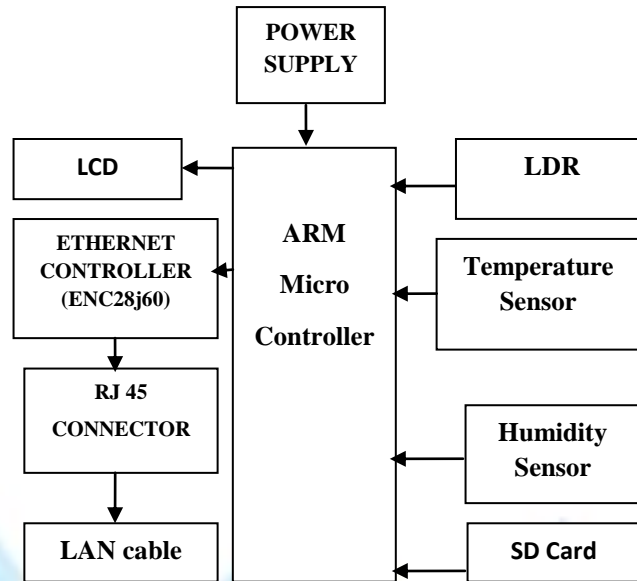 POWER
SUPPLY
LCD
ETHERNET
CONTROLLER
(ENC28j60)
RJ 45
CONNECTOR
LAN cable
ARM
Micro
Controller
LDR
Temperature
Sensor
Humidity
Sensor
SD Card